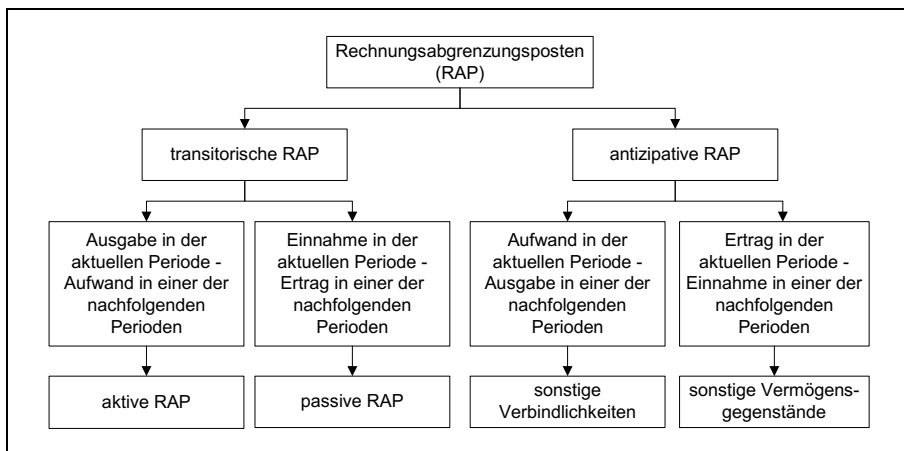 Rechnungsabgrenzungsposten
(RAP)
transitorische RAP
antizipative RAP
Ausgabe in der
aktuellen Periode -
Aufwand in einer der
nachfolgenden
Perioden
Einnahme in der
aktuellen Periode -
Ertrag in einer der
nachfolgenden
Perioden
Aufwand in der
aktuellen Periode -
Ausgabe in einer der
nachfolgenden
Perioden
Ertrag in der
aktuellen Periode -
Einnahme in einer der
nachfolgenden
Perioden
aktive RAP
passive RAP
sonstige
Verbindlichkeiten
sonstige Vermögens-
gegenstände